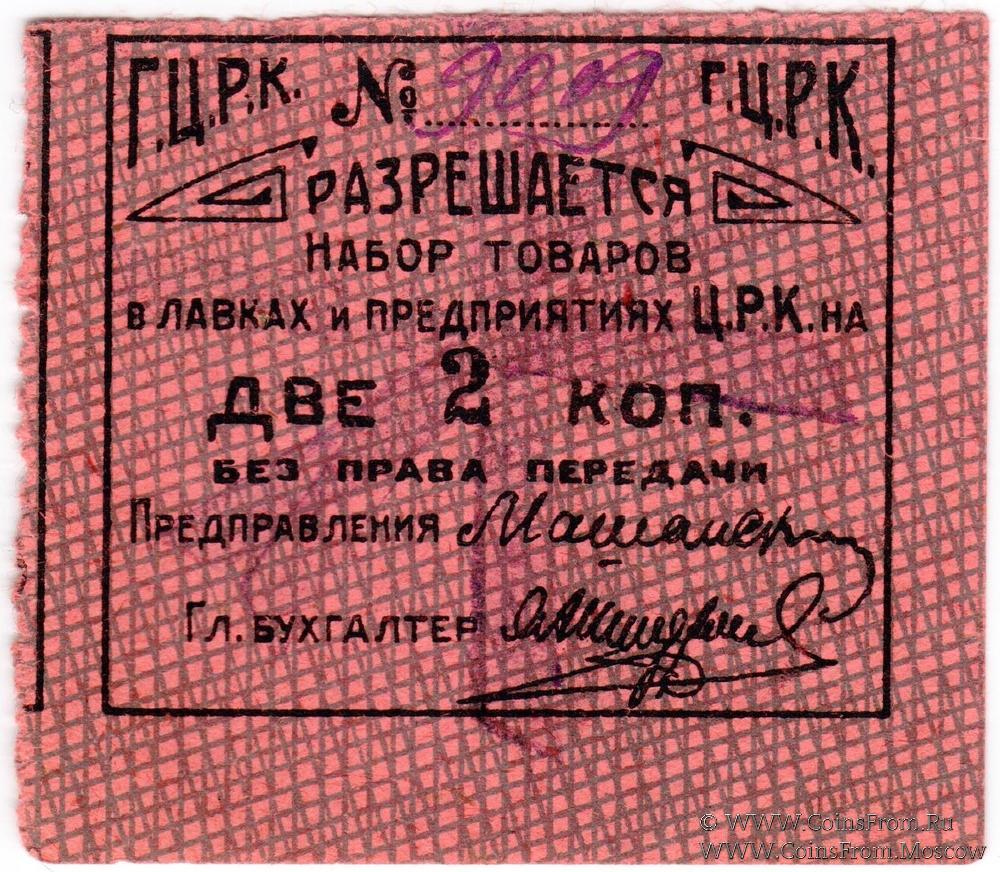 Г.Ц.Р.К. № 9009 Г.Ц.Р.К.
РАЗРЕШАЕТСЯ
НАБОР ТОВАРОВ
В ЛАВКАХ И ПРЕДПРИЯТИЯХ Ц.Р.К. НА
ДВЕ 2 КОП.
БЕЗ ПРАВА ПЕРЕДАЧИ
ПРЕДПРАВЛЕНИЯ
ГЛ. БУХГАЛТЕР
© WWW.CoinsFrom.Ru
WWW.CoinsFrom.Moscow